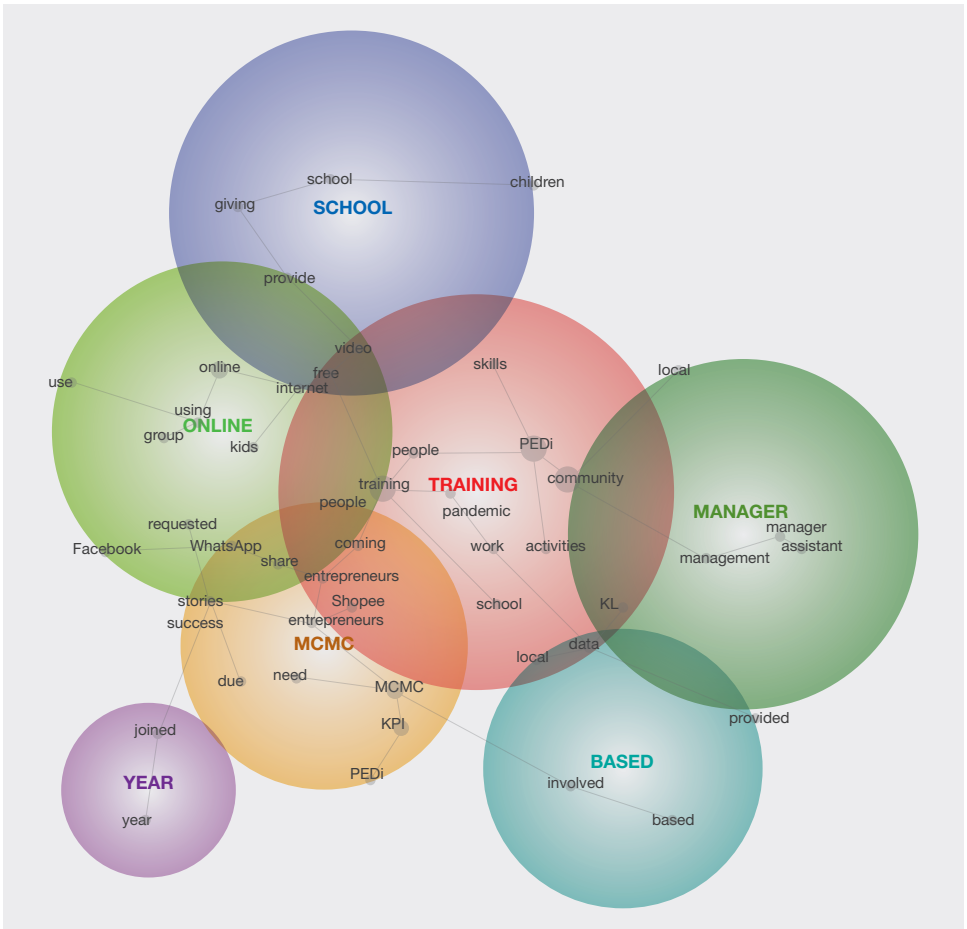 school
children
giving
SCHOOL
provide
video
skills
online
free
local
use
internet
using
ONLINE
group
kids
people
PEDi
training
TRAINING
community
people
pandemic
MANAGER
requested
manager
Facebook
WhatsApp
coming
work
activities
assistant
share
management
entrepreneurs
stories
Shopee
school
KL
success
entrepreneurs
MCMC
data
local
due
need
MCMC
provided
joined
KPI
YEAR
PEDi
BASED
involved
year
based